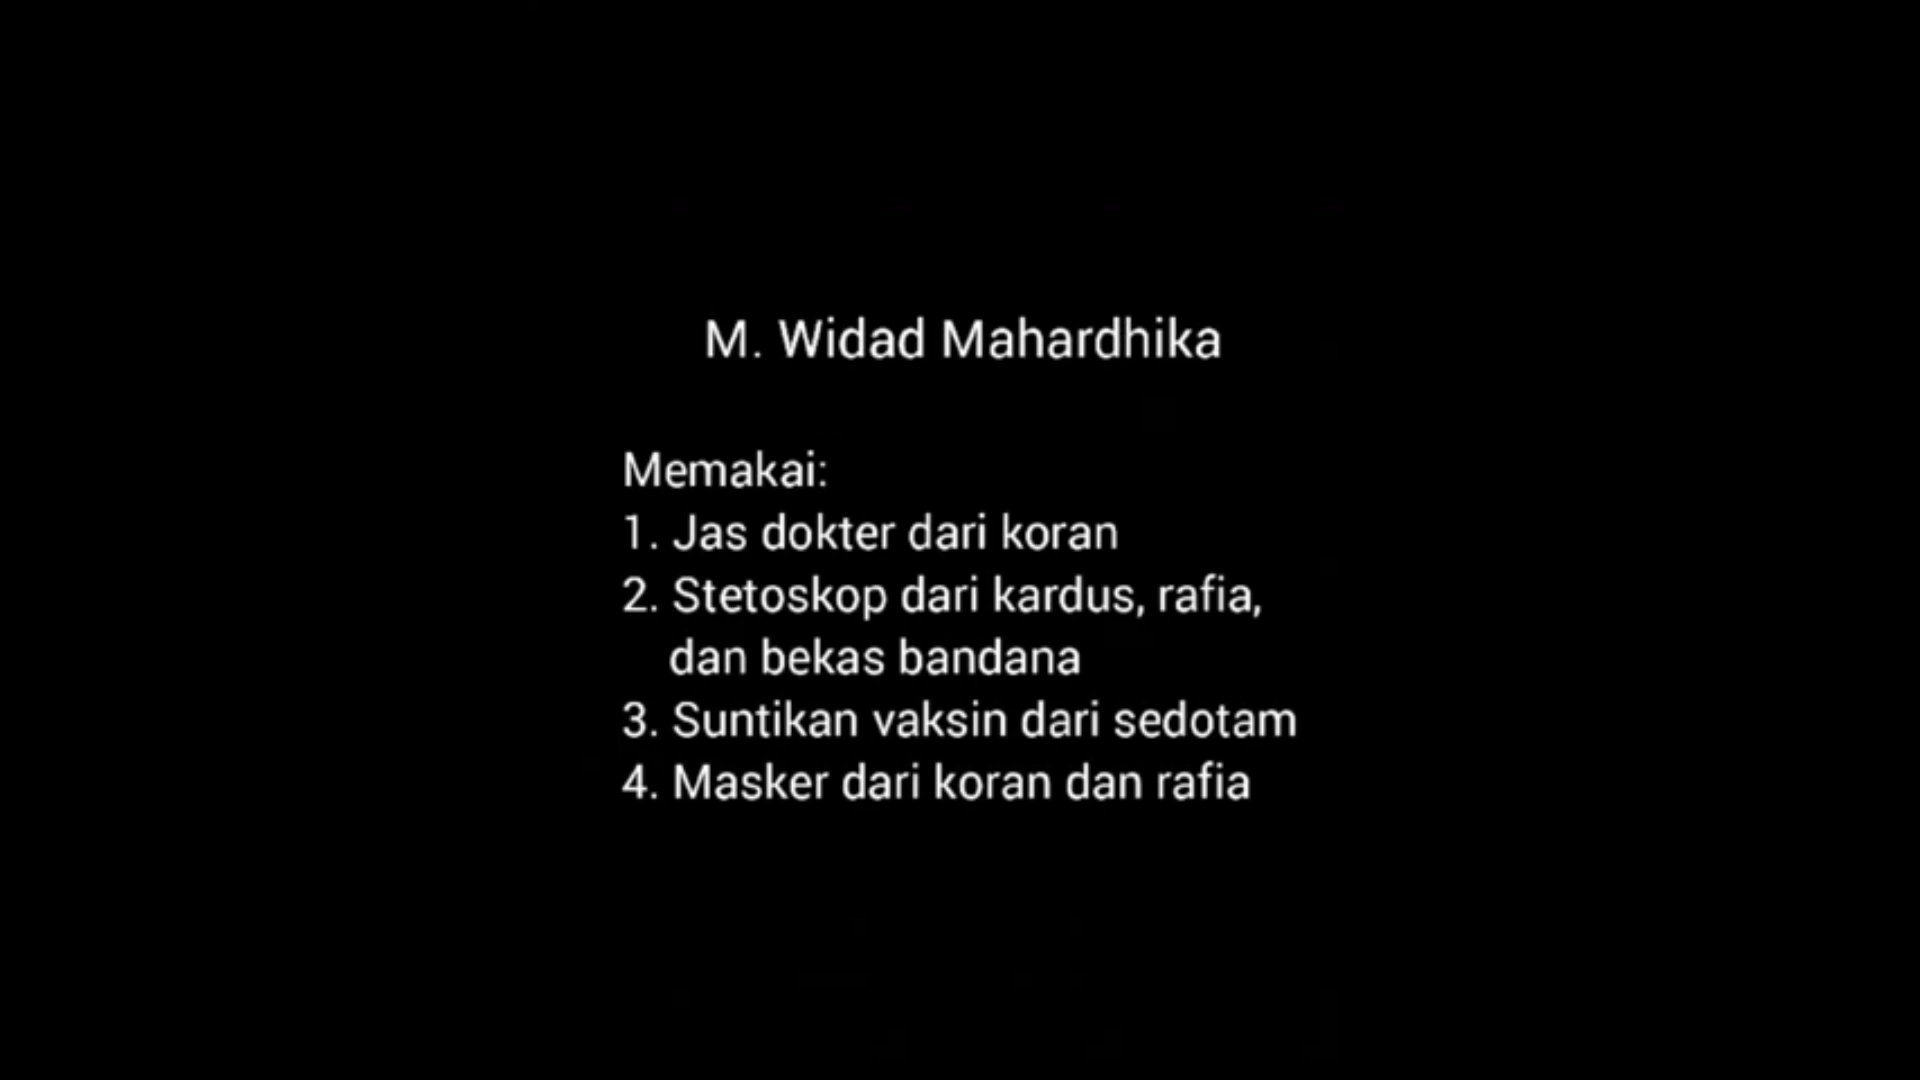 M. Widad Mahardhika
Memakai:
1. Jas dokter dari koran
2. Stetoskop dari kardus, rafia,
dan bekas bandana
3. Suntikan vaksin dari sedotam
4. Masker dari koran dan rafia